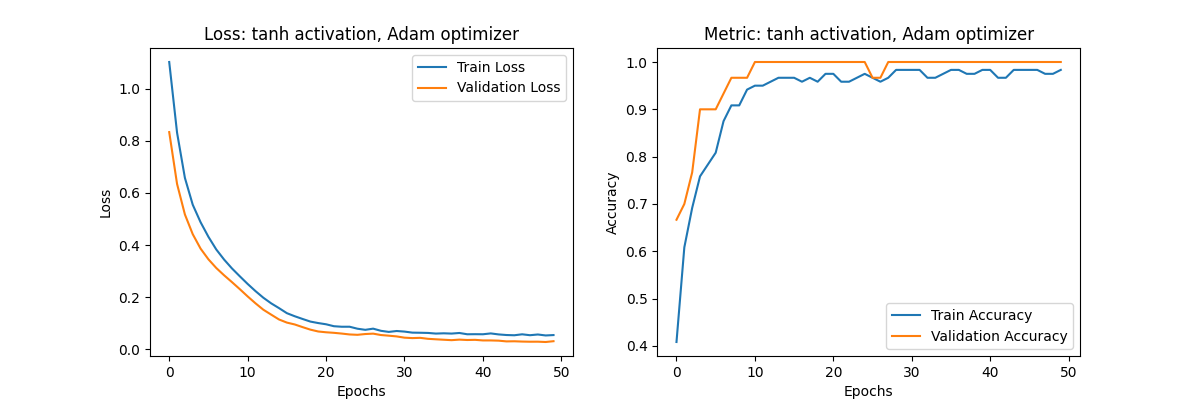 Loss: tanh activation, Adam optimizer
Train Loss
Validation Loss
Loss
1.0
0.8
0.6
0.4
0.2
0.0
0 10 20 30 40 50
Epochs
Metric: tanh activation, Adam optimizer
Accuracy
1.0
0.9
0.8
0.7
0.6
0.5
0.4
Train Accuracy
Validation Accuracy
0 10 20 30 40 50
Epochs